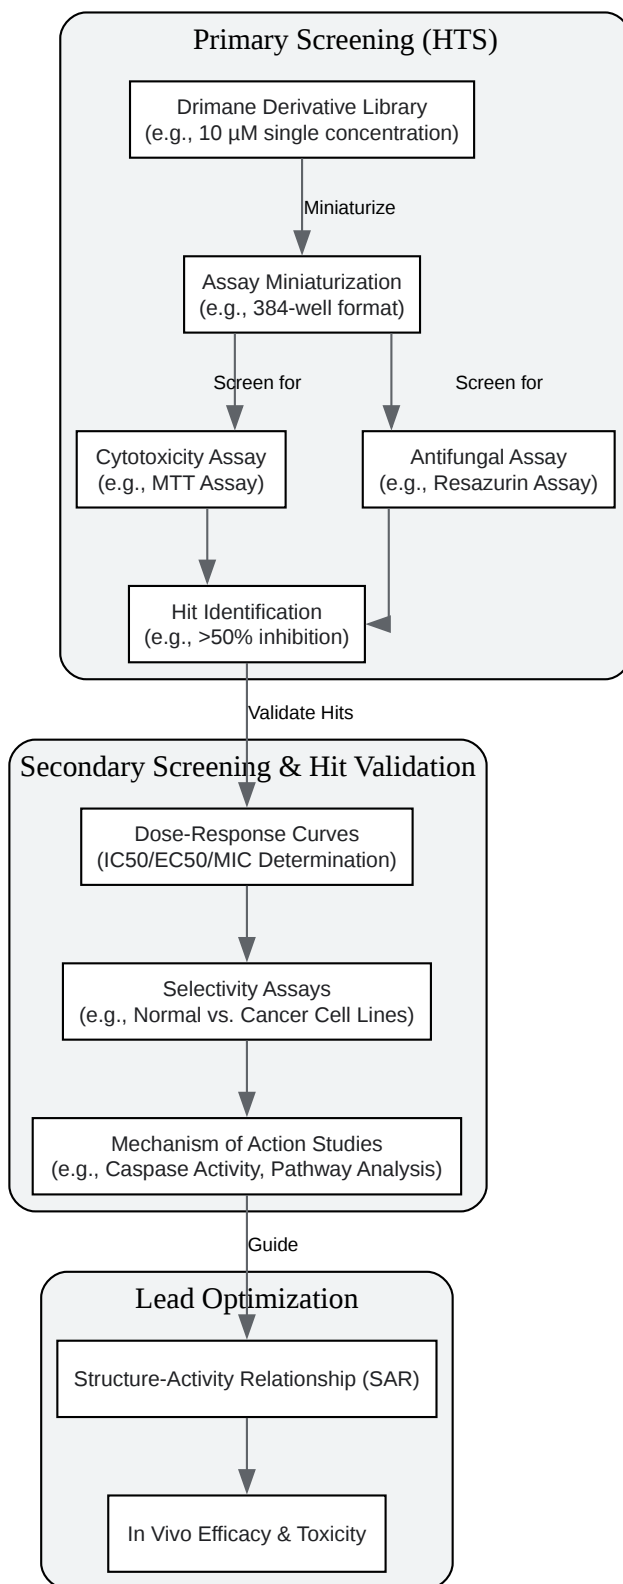 Primary Screening (HTS)
Drimane Derivative Library
(e.g., 10 µM single concentration)
Miniaturize
Assay Miniaturization
(e.g., 384-well format)
Screen for
Screen for
Cytotoxicity Assay
(e.g., MTT Assay)
Antifungal Assay
(e.g., Resazurin Assay)
Hit Identification
(e.g., >50% inhibition)
Validate Hits
Secondary Screening & Hit Validation
Dose-Response Curves
(IC50/EC50/MIC Determination)
Selectivity Assays
(e.g., Normal vs. Cancer Cell Lines)
Mechanism of Action Studies
(e.g., Caspase Activity, Pathway Analysis)
Guide
Lead Optimization
Structure-Activity Relationship (SAR)
In Vivo Efficacy & Toxicity